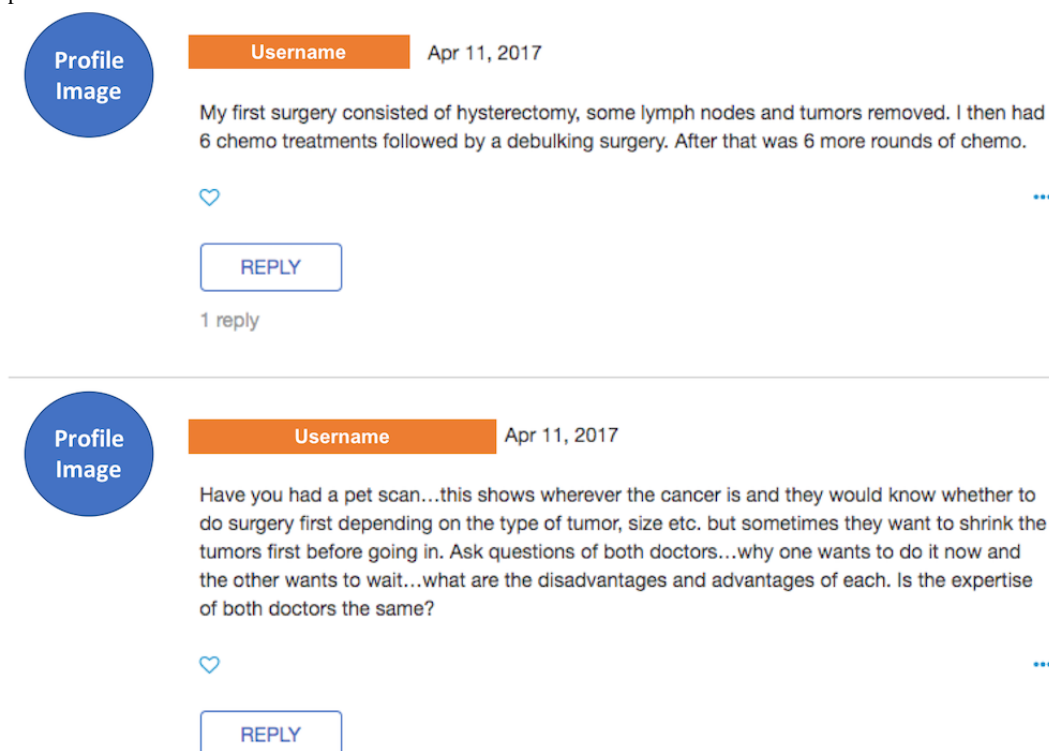 Profile
Image
Username
Apr 11, 2017
My first surgery consisted of hysterectomy, some lymph nodes and tumors removed. I then had
6 chemo treatments followed by a debulking surgery. After that was 6 more rounds of chemo.
REPLY
1 reply
Profile
Image
Username
Apr 11, 2017
Have you had a pet scan...this shows wherever the cancer is and they would know whether to
do surgery first depending on the type of tumor, size etc. but sometimes they want to shrink the
tumors first before going in. Ask questions of both doctors...why one wants to do it now and
the other wants to wait...what are the disadvantages and advantages of each. Is the expertise
of both doctors the same?
REPLY